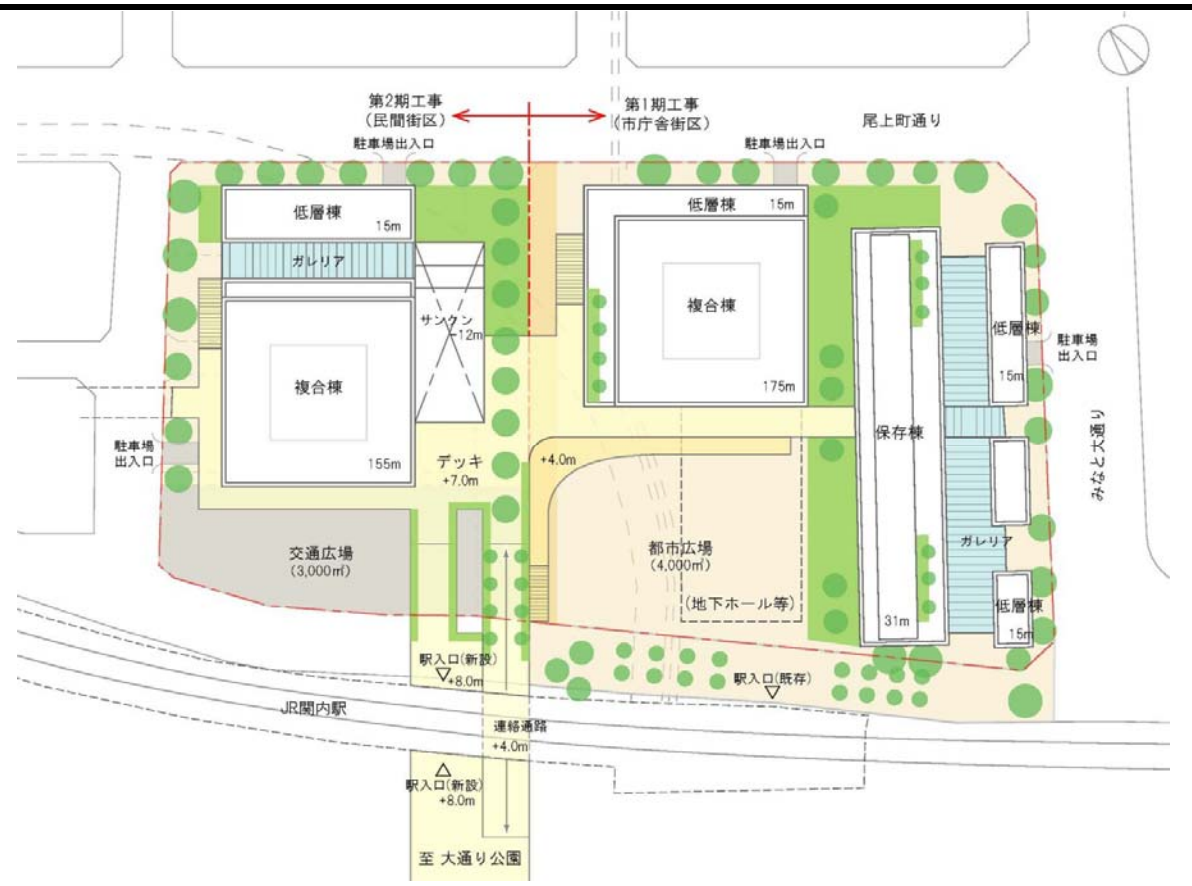 第2期工事
(民間街区)
第1期工事
(市庁舎街区)
尾上町通り
駐車場出入口
駐車場出入口
低層棟
15m
ガレリア
サンクン
-12m
複合棟
155m
低層棟
15m
複合棟
175m
保存棟
31m
低層棟
15m
駐車場
出入口
みなと大通り
ガレリア
低層棟
15m
駐車場
出入口
デッキ
+7.0m
+4.0m
交通広場
(3,000㎡)
都市広場
(4,000㎡)
(地下ホール等)
駅入口(新設)
+8.0m
駅入口(既存)
JR関内駅
連絡通路
+4.0m
駅入口(新設)
+8.0m
至 大通り公園